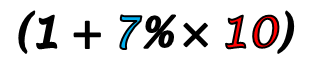 (1 + 7% × 10)